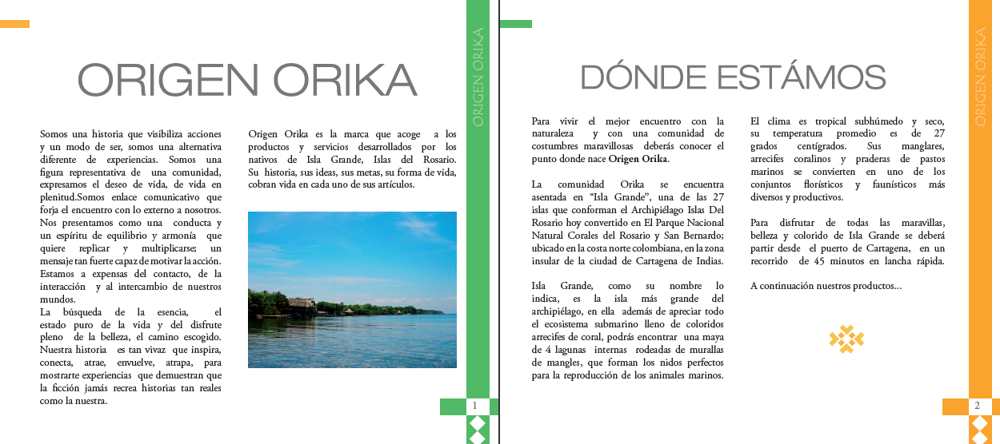 ORIGEN ORIKA
Somos una historia que visibiliza acciones
y un modo de ser, somos una alternativa
diferente de experiencias. Somos una
figura representativa de una comunidad,
expresamos el deseo de vida, de vida en
plenitud.Somos enlace comunicativo que
forja el encuentro con lo externo a nosotros.
Nos presentamos como una conducta y
un espíritu de equilibrio y armonía que
quiere replicar y multiplicarse; un
mensaje tan fuerte capaz de motivar la acción.
Estamos a expensas del contacto, de la
interacción y al intercambio de nuestros
mundos.
La búsqueda de la esencia, el
estado puro de la vida y del disfrute
pleno de la belleza, el camino escogido.
Nuestra historia es tan vivaz que inspira,
conecta, atrae, envuelve, atrapa, para
mostrarte experiencias que demuestran que
la ficción jamás recrea historias tan reales
como la nuestra.
Origen Orika es la marca que acoge a los
productos y servicios desarrollados por los
nativos de Isla Grande, Islas del Rosario.
Su historia, sus ideas, sus metas, su forma de vida,
cobran vida en cada uno de sus artículos.
ORIGEN ORIKA
1
DÓNDE ESTÁMOS
Para vivir el mejor encuentro con la
naturaleza y con una comunidad de
costumbres maravillosas deberás conocer el
punto donde nace Origen Orika.
La comunidad Orika se encuentra
asentada en “Isla Grande”, una de las 27
islas que conforman el Archipiélago Islas Del
Rosario hoy convertido en El Parque Nacional
Natural Corales del Rosario y San Bernardo;
ubicado en la costa norte colombiana, en la zona
insular de la ciudad de Cartagena de Indias.
Isla Grande, como su nombre lo
indica, es la isla más grande del
archipiélago, en ella además de apreciar todo
el ecosistema submarino lleno de coloridos
arrecifes de coral, podrás encontrar una maya
de 4 lagunas internas rodeadas de murallas
de mangles, que forman los nidos perfectos
para la reproducción de los animales marinos.
El clima es tropical subhúmedo y seco,
su temperatura promedio es de 27
grados centígrados. Sus manglares,
arrecifes coralinos y praderas de pastos
marinos se convierten en uno de los
conjuntos florísticos y faunísticos más
diversos y productivos.
Para disfrutar de todas las maravillas,
belleza y colorido de Isla Grande se deberá
partir desde el puerto de Cartagena, en un
recorrido de 45 minutos en lancha rápida.
A continuación nuestros productos...
ORIGEN ORIKA
2